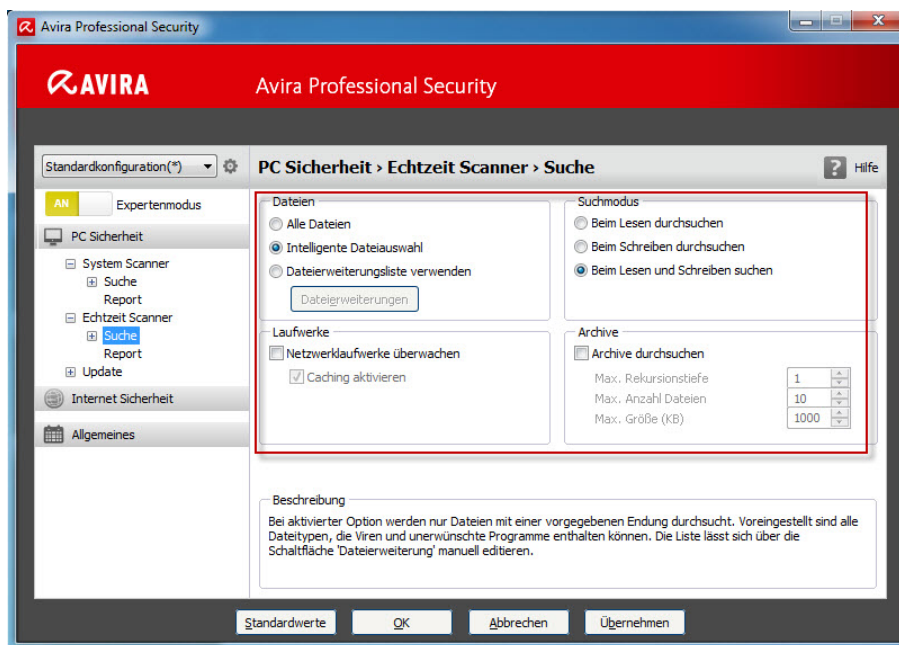 Avira Professional Security
AVIRA
Avira Professional Security
Standardkonfiguration(*)
PC Sicherheit › Echtzeit Scanner › Suche
? Hilfe
AN Expertenmodus
PC Sicherheit
System Scanner
Suche
Report
Echtzeit Scanner
Suche
Report
Update
Internet Sicherheit
Allgemeines
Dateien
Alle Dateien
Intelligente Dateiauswahl
Dateierweiterungsliste verwenden
Dateierweiterungen
Suchmodus
Beim Lesen durchsuchen
Beim Schreiben durchsuchen
Beim Lesen und Schreiben suchen
Laufwerke
Netzwerklaufwerke überwachen
Caching aktivieren
Archive
Archive durchsuchen
Max. Rekursionstiefe 1
Max. Anzahl Dateien 10
Max. Größe (KB) 1000
Beschreibung
Bei aktivierter Option werden nur Dateien mit einer vorgegebenen Endung durchsucht. Voreingestellt sind alle
Dateitypen, die Viren und unerwünschte Programme enthalten können. Die Liste lässt sich über die
Schaltfläche 'Dateierweiterung' manuell editieren.
Standardwerte
OK
Abbrechen
Übernehmen